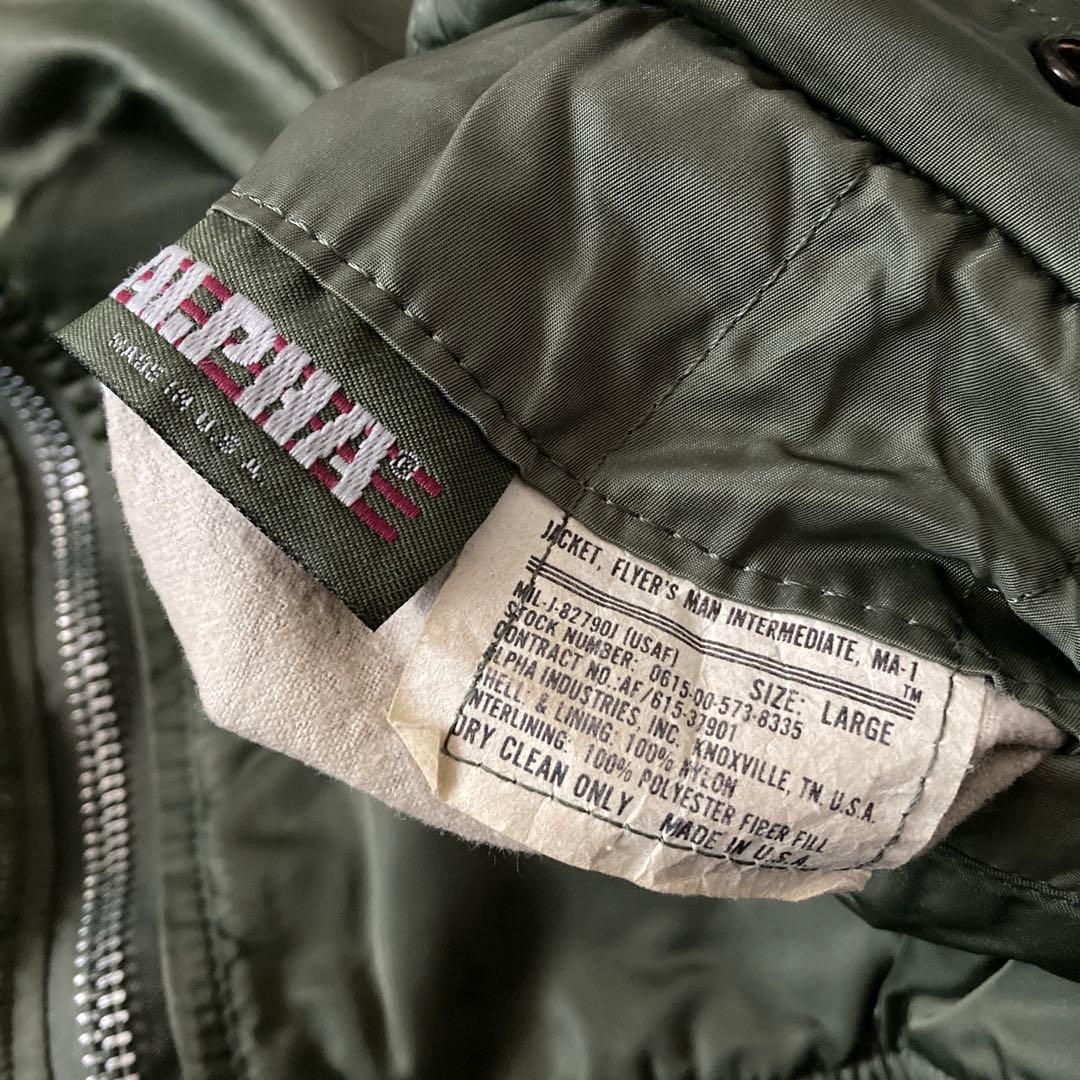 ALPHA
MADE IN U.S.A.
JACKET, FLYER'S MAN INTERMEDIATE, MA-1
TM
SIZE: LARGE
MIL-J-8279OJ (USAF)
STOCK NUMBER: 0615-00-573-8335
CONTRACT NO.:AF/615-37901
ALPHA INDUSTRIES, INC. KNOXVILLE, TN. U.S.A.
SHELL: & LINING: 100% NYLON
INTERLINING: 100% POLYESTER FIBER FILL
DRY CLEAN ONLY MADE IN U.S.A.